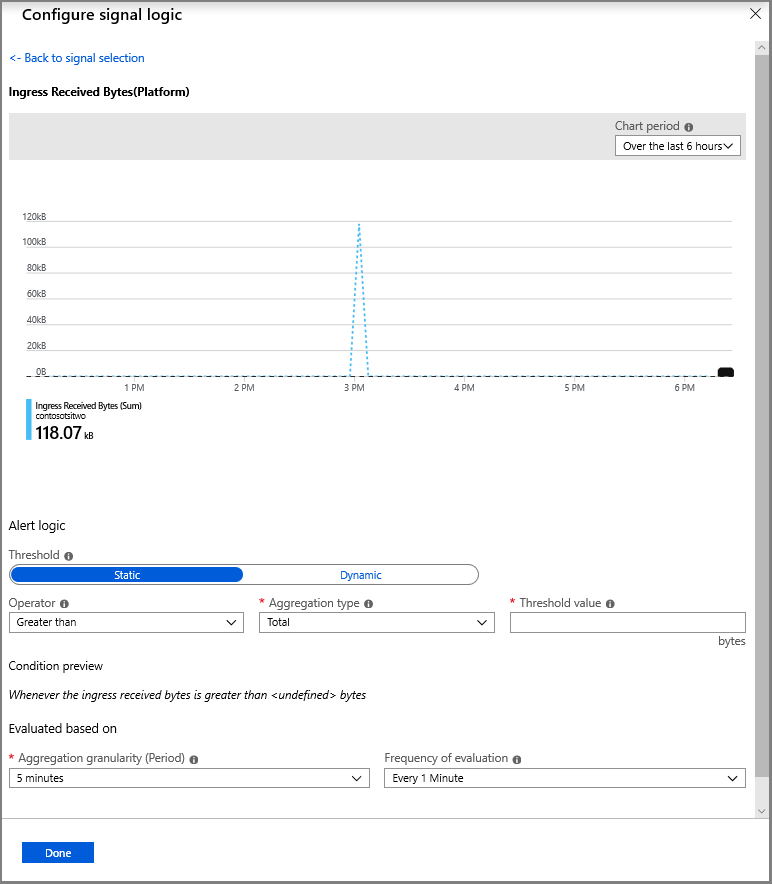 Configure signal logic
<- Back to signal selection
Ingress Received Bytes(Platform)
Chart period
Over the last 6 hours
120kB
100kB
80kB
60kB
40kB
20kB
0B
1 PM 2 PM 3 PM 4 PM 5 PM 6 PM
Ingress Received Bytes (Sum)
contosotsitwo
118.07 kB
Alert logic
Threshold
Static Dynamic
Operator * Aggregation type * Threshold value
Greater than Total
bytes
Condition preview
Whenever the ingress received bytes is greater than <undefined> bytes
Evaluated based on
* Aggregation granularity (Period) Frequency of evaluation
5 minutes Every 1 Minute
Done